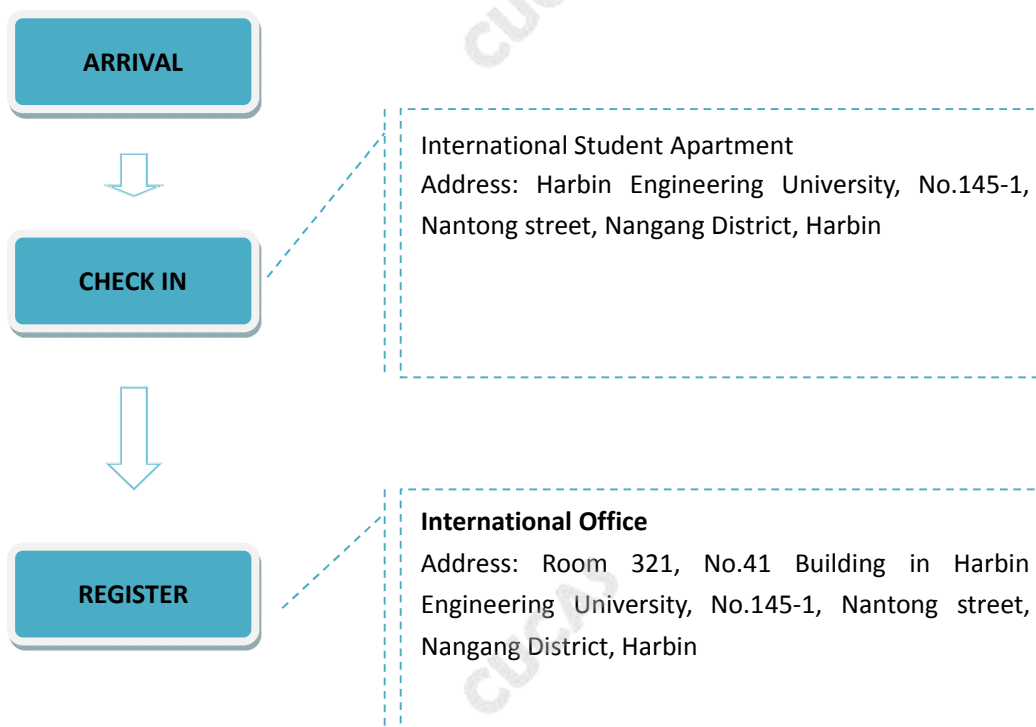 CUCAS
ARRIVAL
International Student Apartment
Address: Harbin Engineering University, No.145-1,
Nantong street, Nangang District, Harbin
CHECK IN
International Office
Address: Room 321, No.41 Building in Harbin
Engineering University, No.145-1, Nantong street,
Nangang District, Harbin
REGISTER
CUCAS